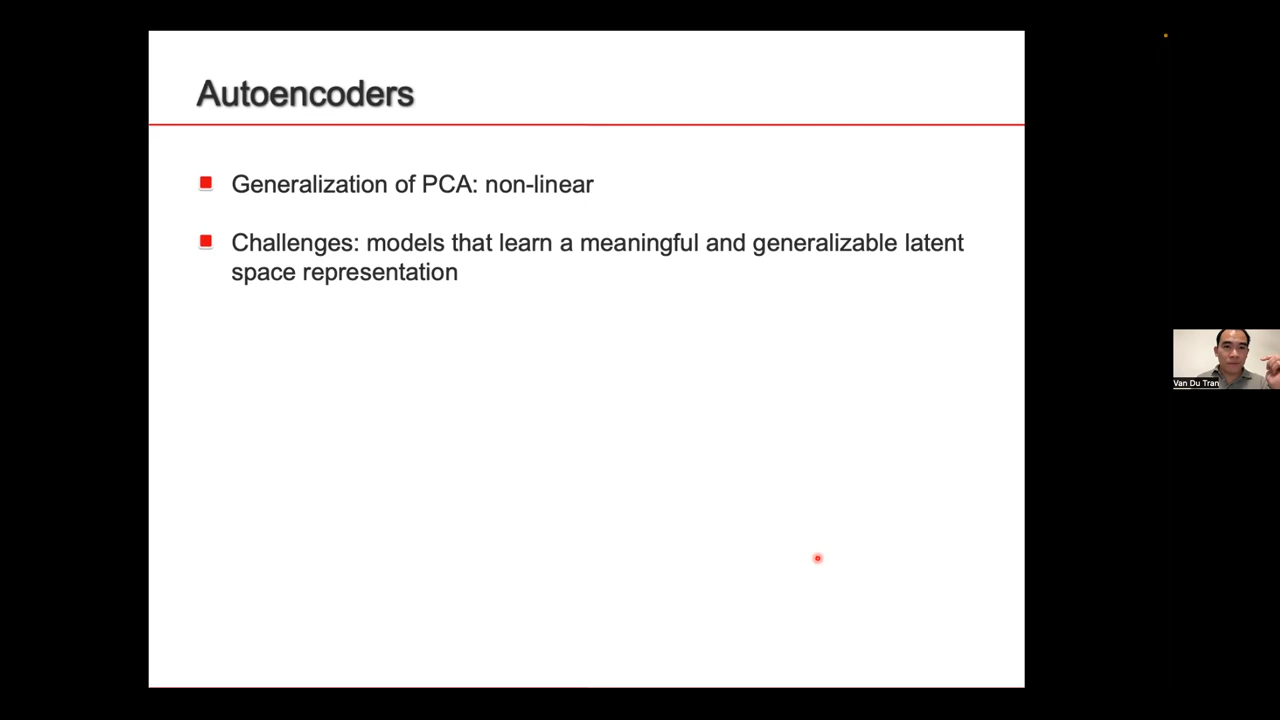 Autoencoders
Generalization of PCA: non-linear
Challenges: models that learn a meaningful and generalizable latent
space representation
Van Du Tran